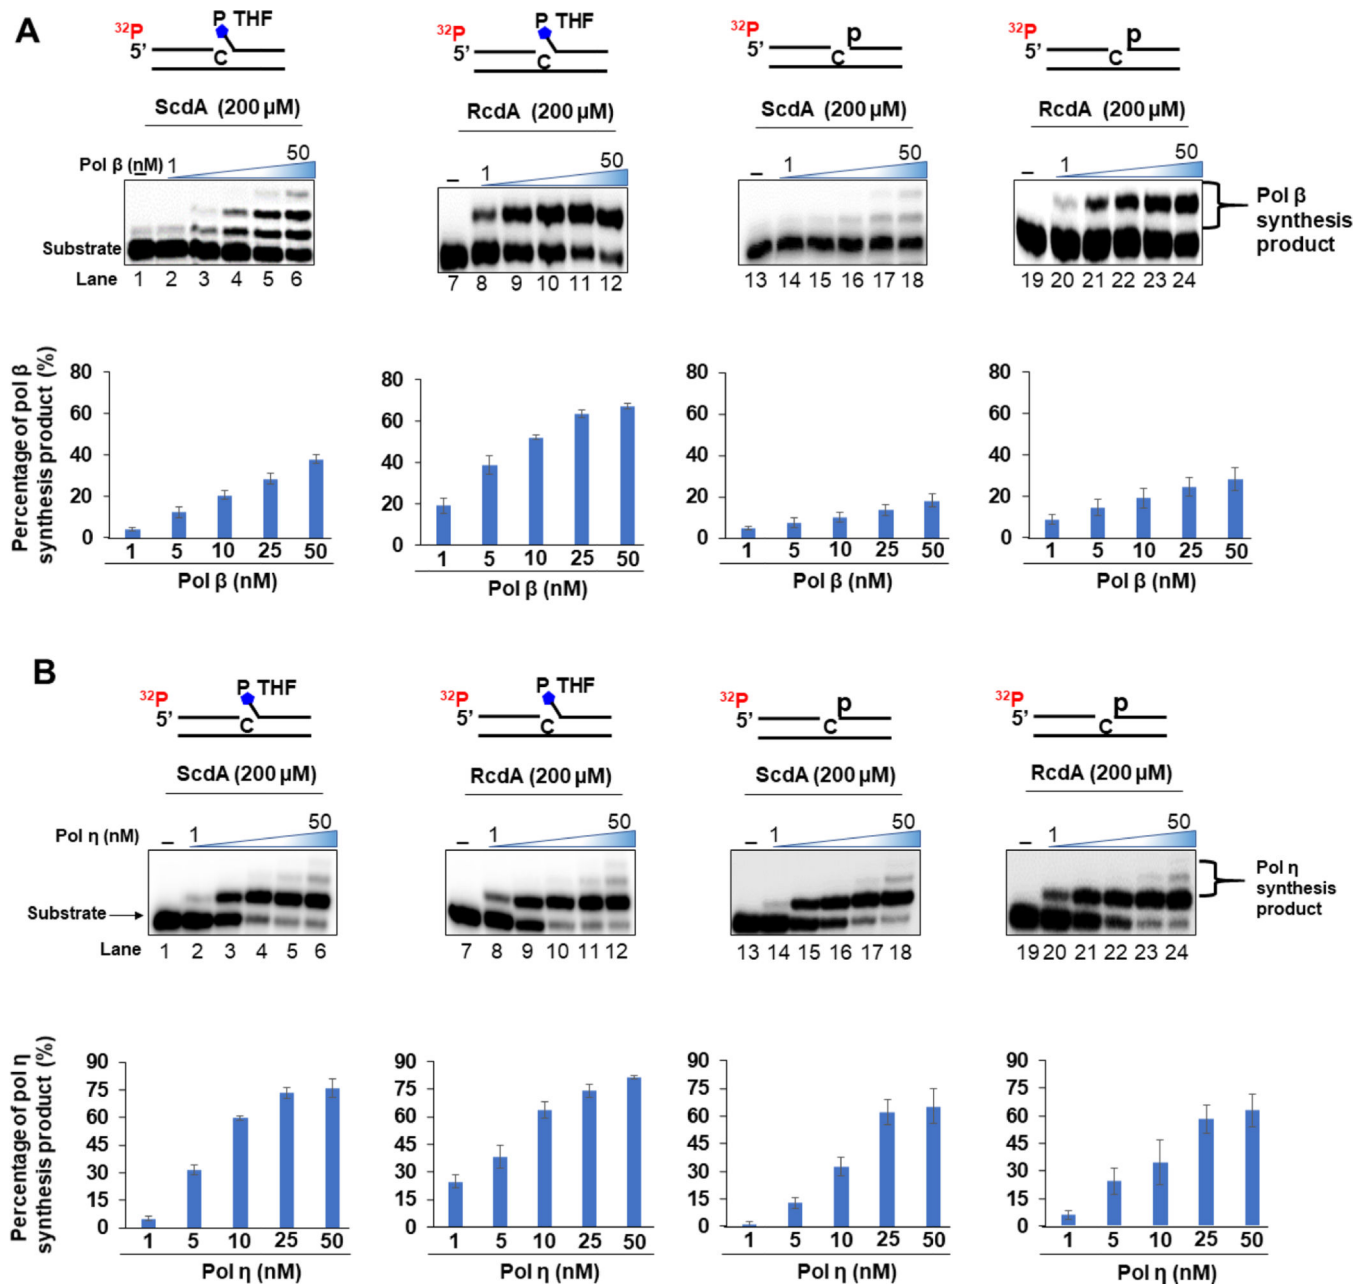 A
P THF
P THF
p
p
32P
32P
32P
32P
5’
5’
5’
5’
C
C
C
C
ScdA (200 µM)
RcdA (200 µM)
ScdA (200 µM)
RcdA (200 µM)
Pol β (nM)
– 1 50
– 1 50
– 1 50
– 1 50
Substrate
Pol β
synthesis
product
Lane 1 2 3 4 5 6
7 8 9 10 11 12
13 14 15 16 17 18
19 20 21 22 23 24
Percentage of pol β
synthesis product (%)
80
60
40
20
0
1 5 10 25 50
Pol β (nM)
80
60
40
20
0
1 5 10 25 50
Pol β (nM)
80
60
40
20
0
1 5 10 25 50
Pol β (nM)
80
60
40
20
0
1 5 10 25 50
Pol β (nM)
B
P THF
P THF
p
p
32P
32P
32P
32P
5’
5’
5’
5’
C
C
C
C
ScdA (200 µM)
RcdA (200 µM)
ScdA (200 µM)
RcdA (200 µM)
Pol η (nM)
– 1 50
– 1 50
– 1 50
– 1 50
Substrate
Pol η
synthesis
product
Lane 1 2 3 4 5 6
7 8 9 10 11 12
13 14 15 16 17 18
19 20 21 22 23 24
Percentage of pol η
synthesis product (%)
90
75
60
45
30
15
0
1 5 10 25 50
Pol η (nM)
90
75
60
45
30
15
0
1 5 10 25 50
Pol η (nM)
90
75
60
45
30
15
0
1 5 10 25 50
Pol η (nM)
90
75
60
45
30
15
0
1 5 10 25 50
Pol η (nM)